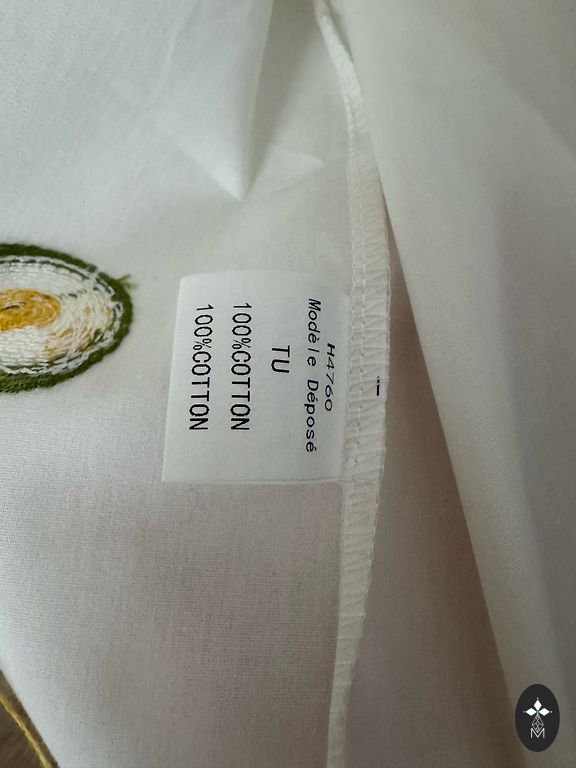 H4760
Modèle Déposé
TU
100%COTTON
100%COTTON
M